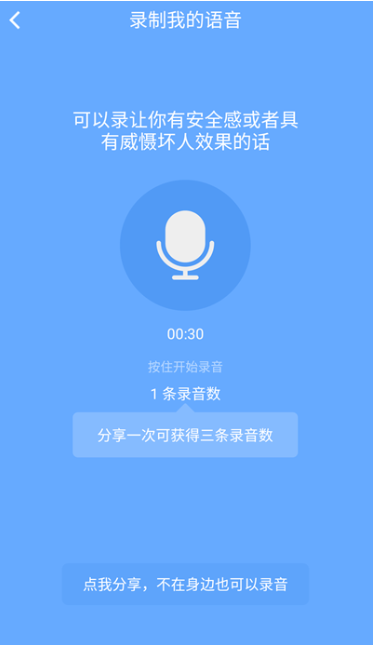 录制我的语音
可以录让你有安全感或者具
有威慑坏人效果的话
00:30
按住开始录音
1 条录音数
分享一次可获得三条录音数
点我分享，不在身边也可以录音